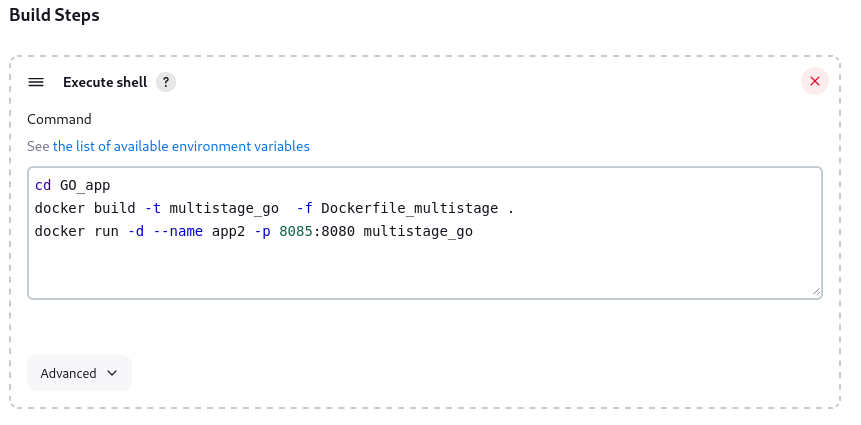 Build Steps
Execute shell ?
Command
See the list of available environment variables
cd GO_app
docker build -t multistage_go  -f Dockerfile_multistage .
docker run -d --name app2 -p 8085:8080 multistage_go
Advanced